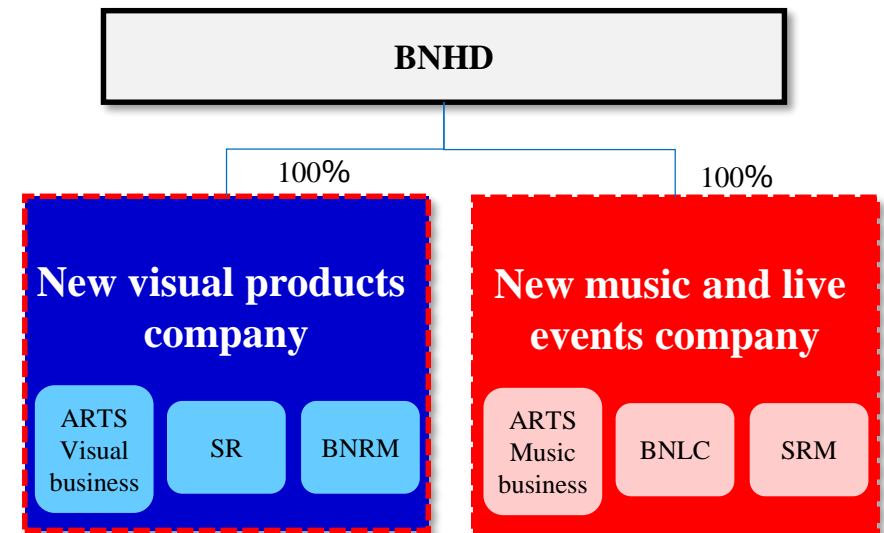 BNHD
100%
100%
New visual products
company
ARTS
Visual
business
SR
BNRM
New music and live
events company
ARTS
Music
business
BNLC
SRM